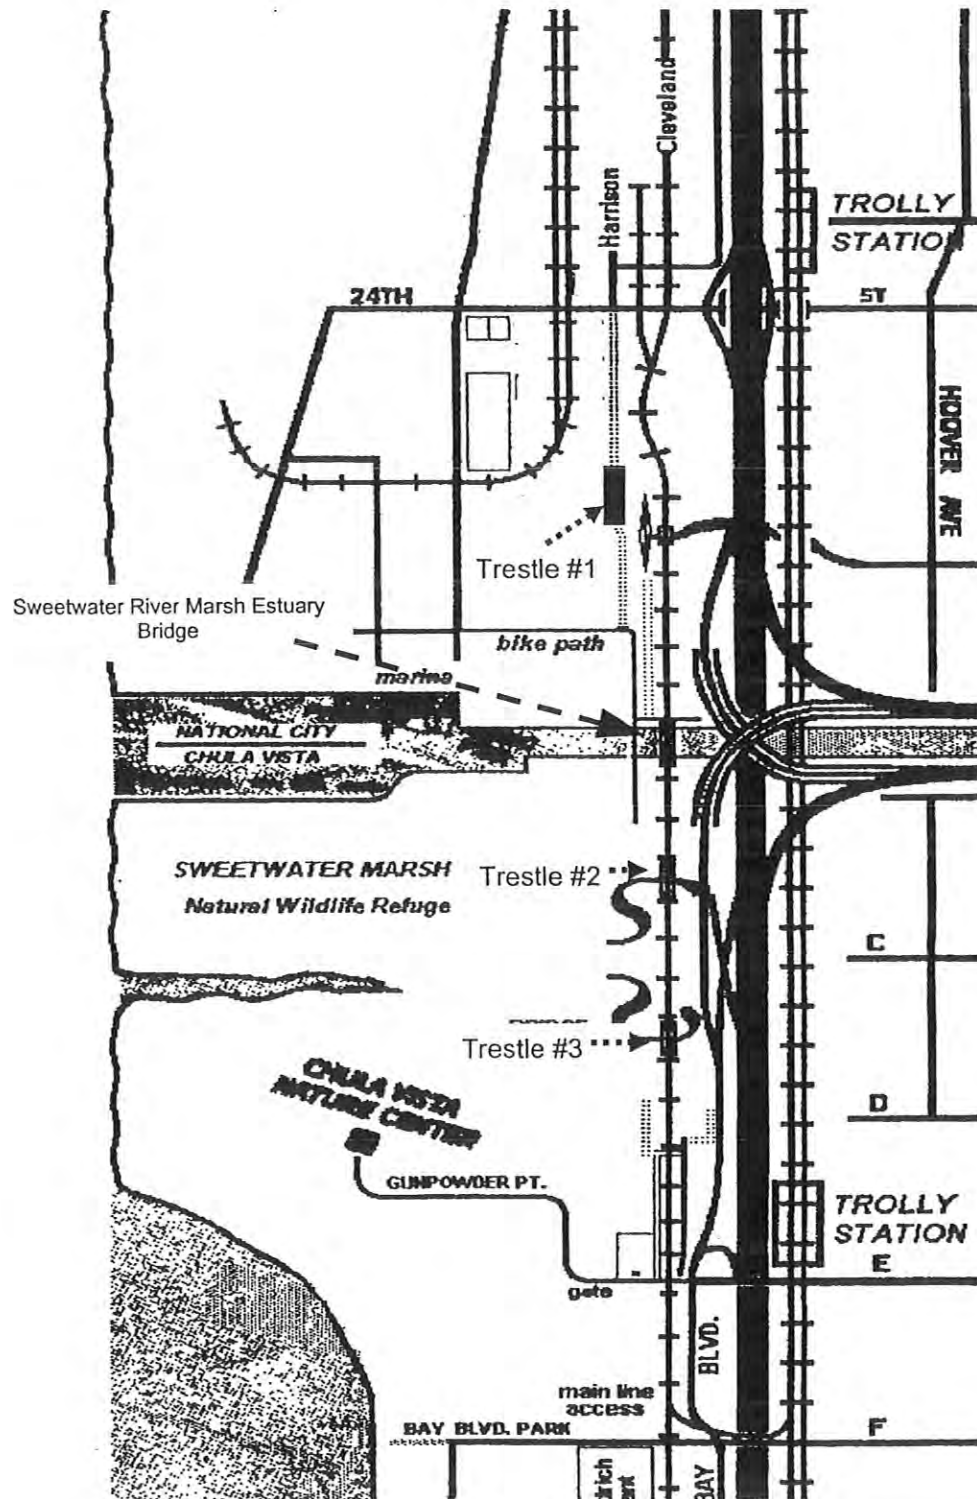 Cleveland
Harrison
TROLLY
STATION
24TH
ST
HOOVER AVE
Trestle #1
Sweetwater River Marsh Estuary
Bridge
bike path
marina
NATIONAL CITY
CHULA VISTA
SWEETWATER MARSH
Natural Wildlife Refuge
Trestle #2
C
Trestle #3
CHULA VISTA
NATURE CENTER
D
GUNPOWDER PT.
TROLLY
STATION
E
gate
BLVD.
main line
access
BAY BLVD. PARK
F
BAY